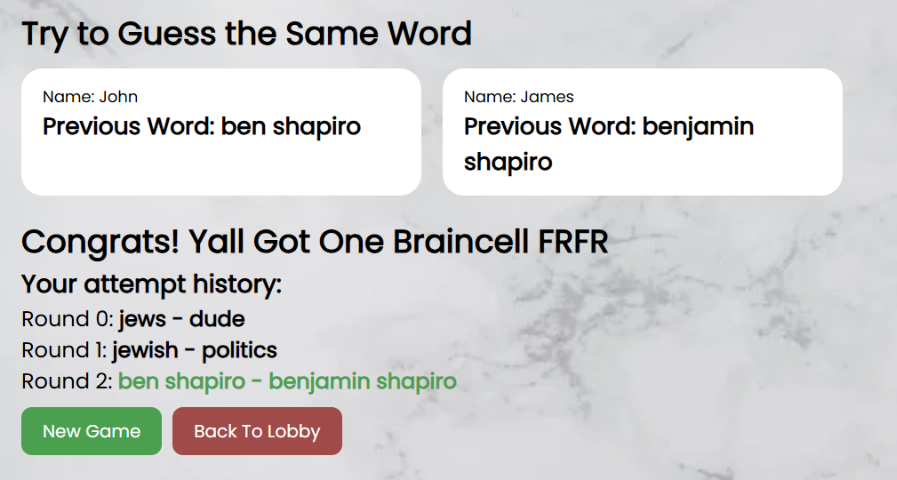 Try to Guess the Same Word
Name: John
Previous Word: ben shapiro
Name: James
Previous Word: benjamin
shapiro
Congrats! Yall Got One Braincell FRFR
Your attempt history:
Round 0: jews - dude
Round 1: jewish - politics
Round 2: ben shapiro - benjamin shapiro
New Game
Back To Lobby